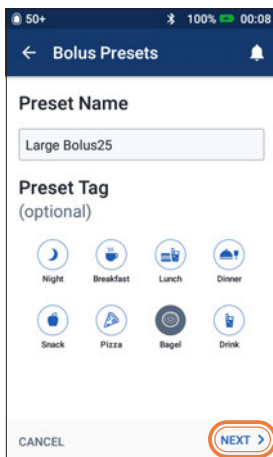 50+ 100% 00:08
Bolus Presets
Preset Name
Large Bolus25
Preset Tag
(optional)
Night Breakfast Lunch Dinner
Snack Pizza Bagel Drink
CANCEL NEXT >